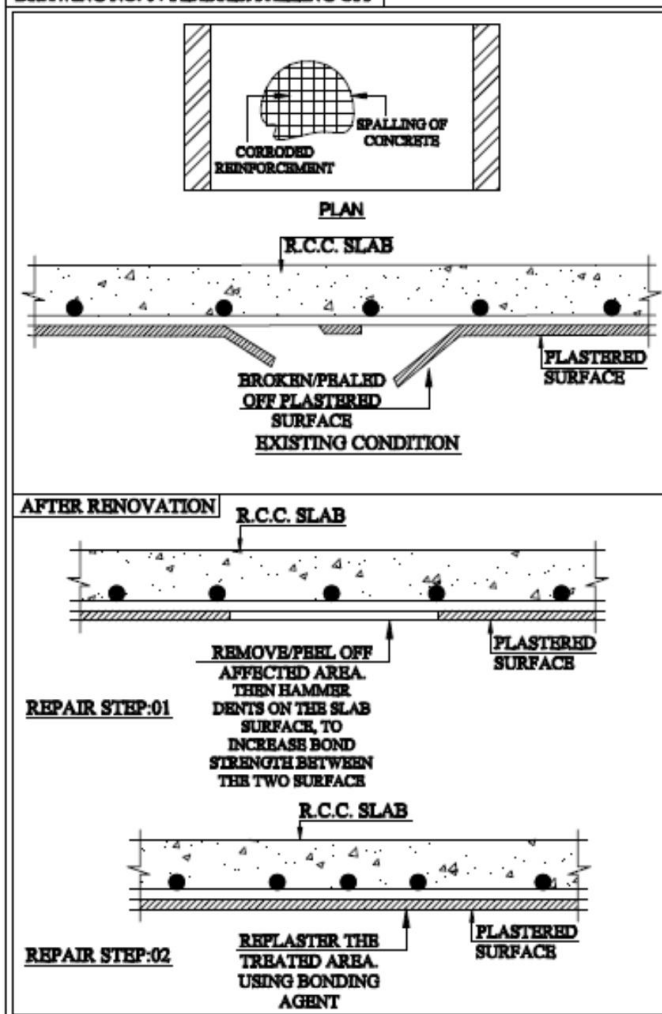 CORRODED
REINFORCEMENT
SPALLING OF
CONCRETE
PLAN
R.C.C. SLAB
BROKEN/PEALED
OFF PLASTERED
SURFACE
PLASTERED
SURFACE
EXISTING CONDITION
AFTER RENOVATION
R.C.C. SLAB
REMOVE/PEEL OFF
AFFECTED AREA.
THEN HAMMER
DENTS ON THE SLAB
SURFACE, TO
INCREASE BOND
STRENGTH BETWEEN
THE TWO SURFACE
PLASTERED
SURFACE
REPAIR STEP:01
R.C.C. SLAB
REPLASTER THE
TREATED AREA.
USING BONDING
AGENT
PLASTERED
SURFACE
REPAIR STEP:02